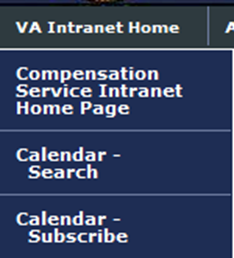 VA Intranet Home
A
Compensation
Service Intranet
Home Page
Calendar -
Search
Calendar -
Subscribe